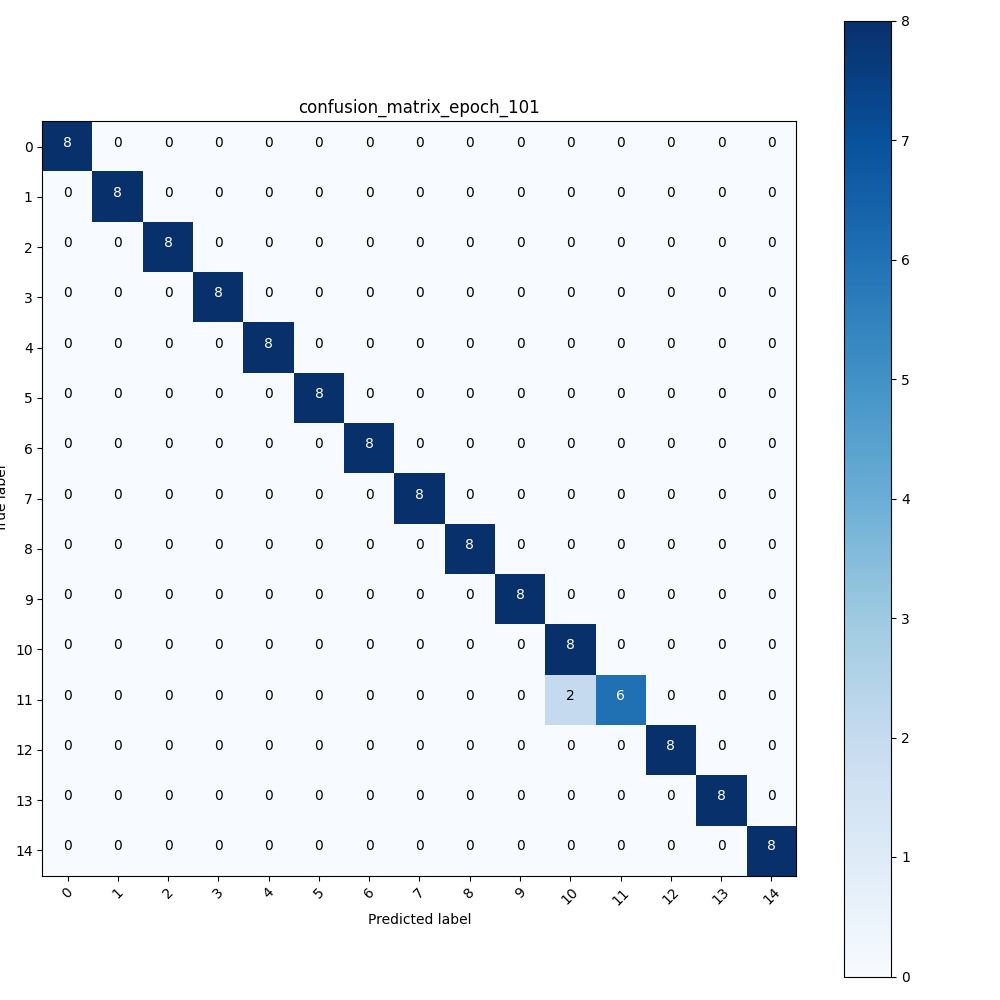 confusion_matrix_epoch_101
0 8 0 0 0 0 0 0 0 0 0 0 0 0 0 0
1 0 8 0 0 0 0 0 0 0 0 0 0 0 0 0
2 0 0 8 0 0 0 0 0 0 0 0 0 0 0 0
3 0 0 0 8 0 0 0 0 0 0 0 0 0 0 0
4 0 0 0 0 8 0 0 0 0 0 0 0 0 0 0
5 0 0 0 0 0 8 0 0 0 0 0 0 0 0 0
6 0 0 0 0 0 0 8 0 0 0 0 0 0 0 0
7 0 0 0 0 0 0 0 8 0 0 0 0 0 0 0
8 0 0 0 0 0 0 0 0 8 0 0 0 0 0 0
9 0 0 0 0 0 0 0 0 0 8 0 0 0 0 0
10 0 0 0 0 0 0 0 0 0 0 8 0 0 0 0
11 0 0 0 0 0 0 0 0 0 0 2 6 0 0 0
12 0 0 0 0 0 0 0 0 0 0 0 0 8 0 0
13 0 0 0 0 0 0 0 0 0 0 0 0 0 8 0
14 0 0 0 0 0 0 0 0 0 0 0 0 0 0 8
0 1 2 3 4 5 6 7 8 9 10 11 12 13 14
Predicted label
True label
8
7
6
5
4
3
2
1
0